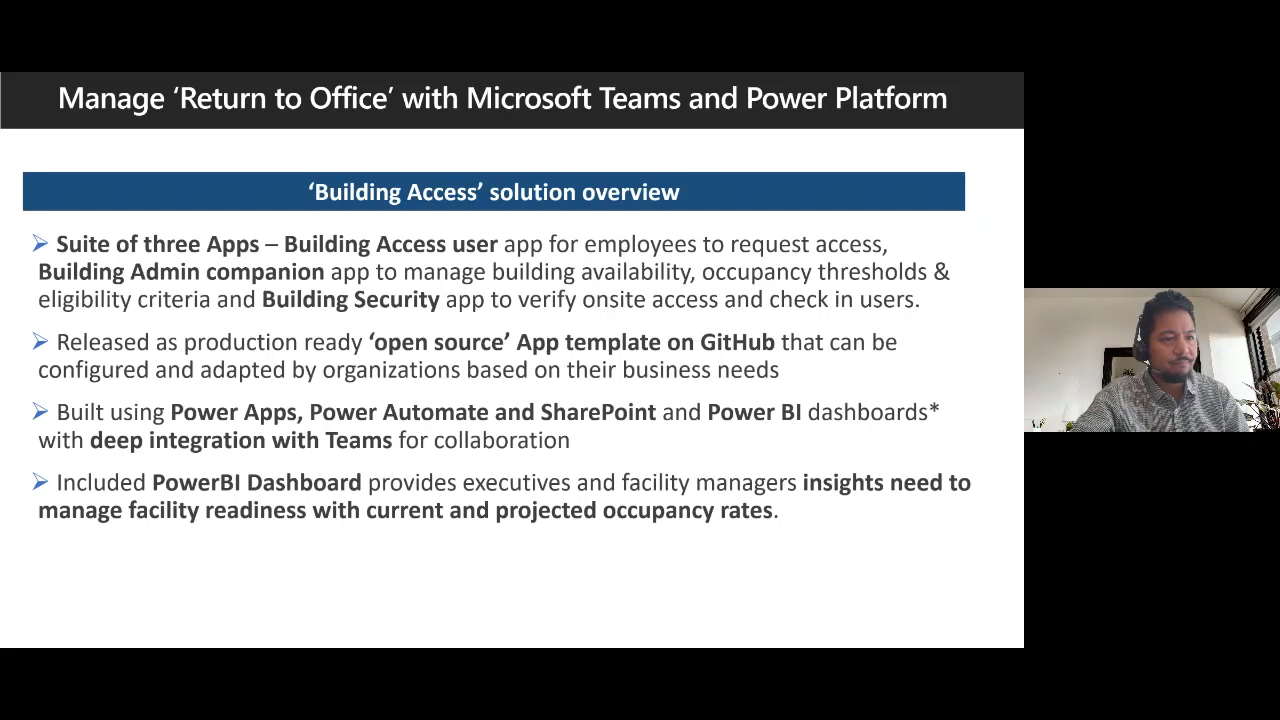 Manage ‘Return to Office’ with Microsoft Teams and Power Platform
‘Building Access’ solution overview
➢ Suite of three Apps – Building Access user app for employees to request access,
Building Admin companion app to manage building availability, occupancy thresholds &
eligibility criteria and Building Security app to verify onsite access and check in users.
➢ Released as production ready ‘open source’ App template on GitHub that can be
configured and adapted by organizations based on their business needs
➢ Built using Power Apps, Power Automate and SharePoint and Power BI dashboards*
with deep integration with Teams for collaboration
➢ Included PowerBI Dashboard provides executives and facility managers insights need to
manage facility readiness with current and projected occupancy rates.